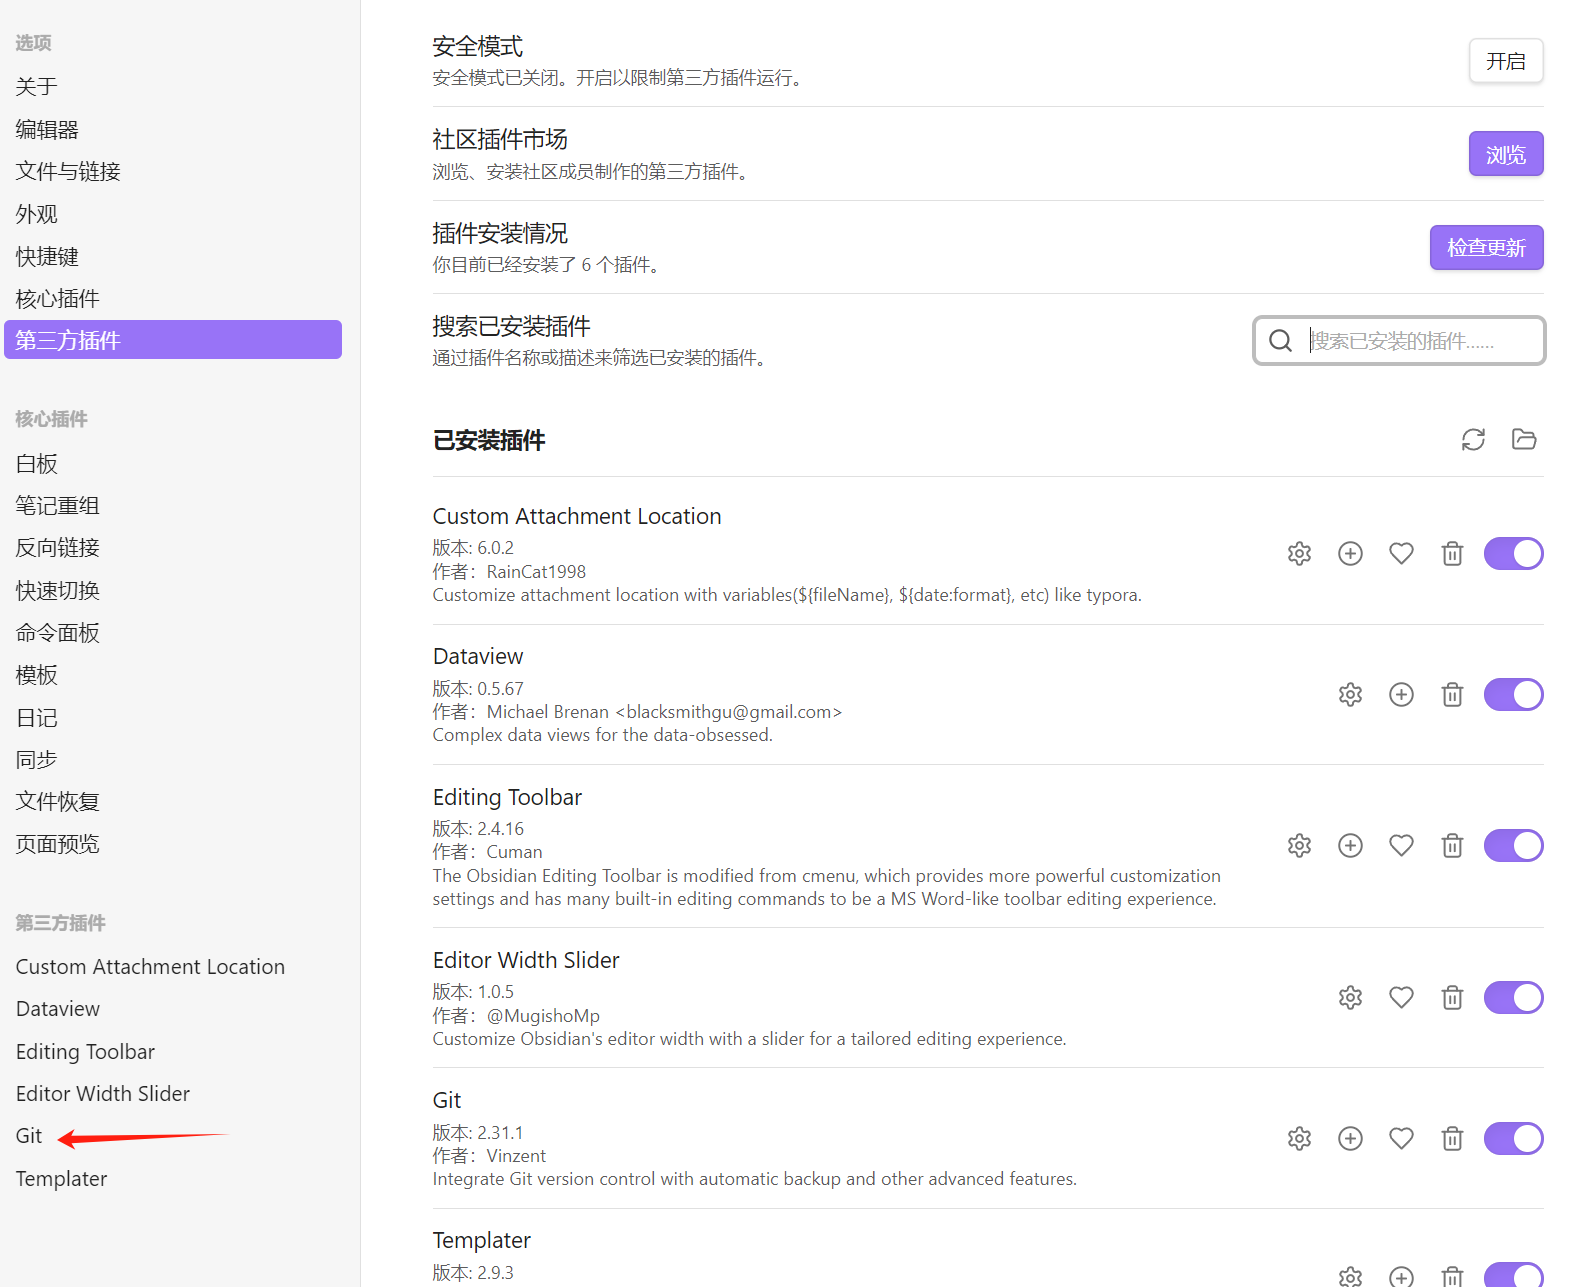 选项
关于
编辑器
文件与链接
外观
快捷键
核心插件
第三方插件
核心插件
白板
笔记重组
反向链接
快速切换
命令面板
模板
日记
同步
文件恢复
页面预览
第三方插件
Custom Attachment Location
Dataview
Editing Toolbar
Editor Width Slider
Git
Templater
安全模式
安全模式已关闭。开启以限制第三方插件运行。
开启
社区插件市场
浏览、安装社区成员制作的第三方插件。
浏览
插件安装情况
你目前已经安装了 6 个插件。
检查更新
搜索已安装插件
通过插件名称或描述来筛选已安装的插件。
搜索已安装的插件......
已安装插件
Custom Attachment Location
版本: 6.0.2
作者：RainCat1998
Customize attachment location with variables(${fileName}, ${date:format}, etc) like typora.
Dataview
版本: 0.5.67
作者：Michael Brenan <blacksmithgu@gmail.com>
Complex data views for the data-obsessed.
Editing Toolbar
版本: 2.4.16
作者：Cuman
The Obsidian Editing Toolbar is modified from cmenu, which provides more powerful customization
settings and has many built-in editing commands to be a MS Word-like toolbar editing experience.
Editor Width Slider
版本: 1.0.5
作者：@MugishoMp
Customize Obsidian's editor width with a slider for a tailored editing experience.
Git
版本: 2.31.1
作者：Vinzent
Integrate Git version control with automatic backup and other advanced features.
Templater
版本: 2.9.3